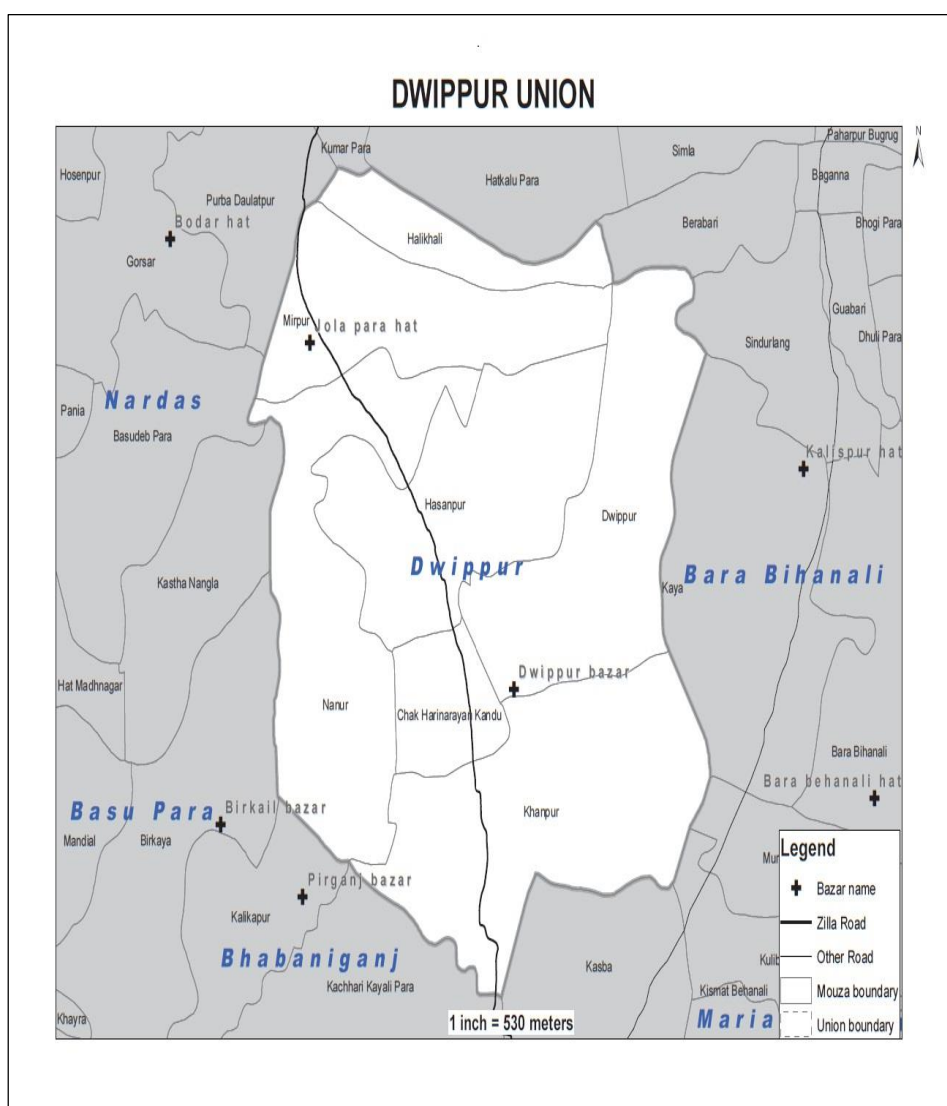 DWIPPUR UNION
N
Paharpur Bugrug
Kumar Para
Simla
Hosenpur
Hatkalu Para
Baganna
Purba Daulatpur
Bodar hat
Berabari
Bhogi Para
Halikhali
Gorsar
Guabari
Mirpur
Jola para hat
Dhuli Para
Sindurlang
Nardas
Pania
Basudeb Para
Kalispur hat
Hasanpur
Dwippur
Dwippur
Bara Bihanali
Kastha Nangla
Kaya
Dwippur bazar
Hat Madhnagar
Nanur
Chak Harinarayan Kandu
Bara Bihanali
Bara behanali hat
Basu Para
Birkail bazar
Khanpur
Mandial
Birkaya
Legend
Pirganj bazar
Bazar name
Kalikapur
Zilla Road
Bhabaniganj
Other Road
Kasba
Kachhari Kayali Para
Kismat Behanali
Mouza boundary
Khayra
Maria
1 inch = 530 meters
Union boundary